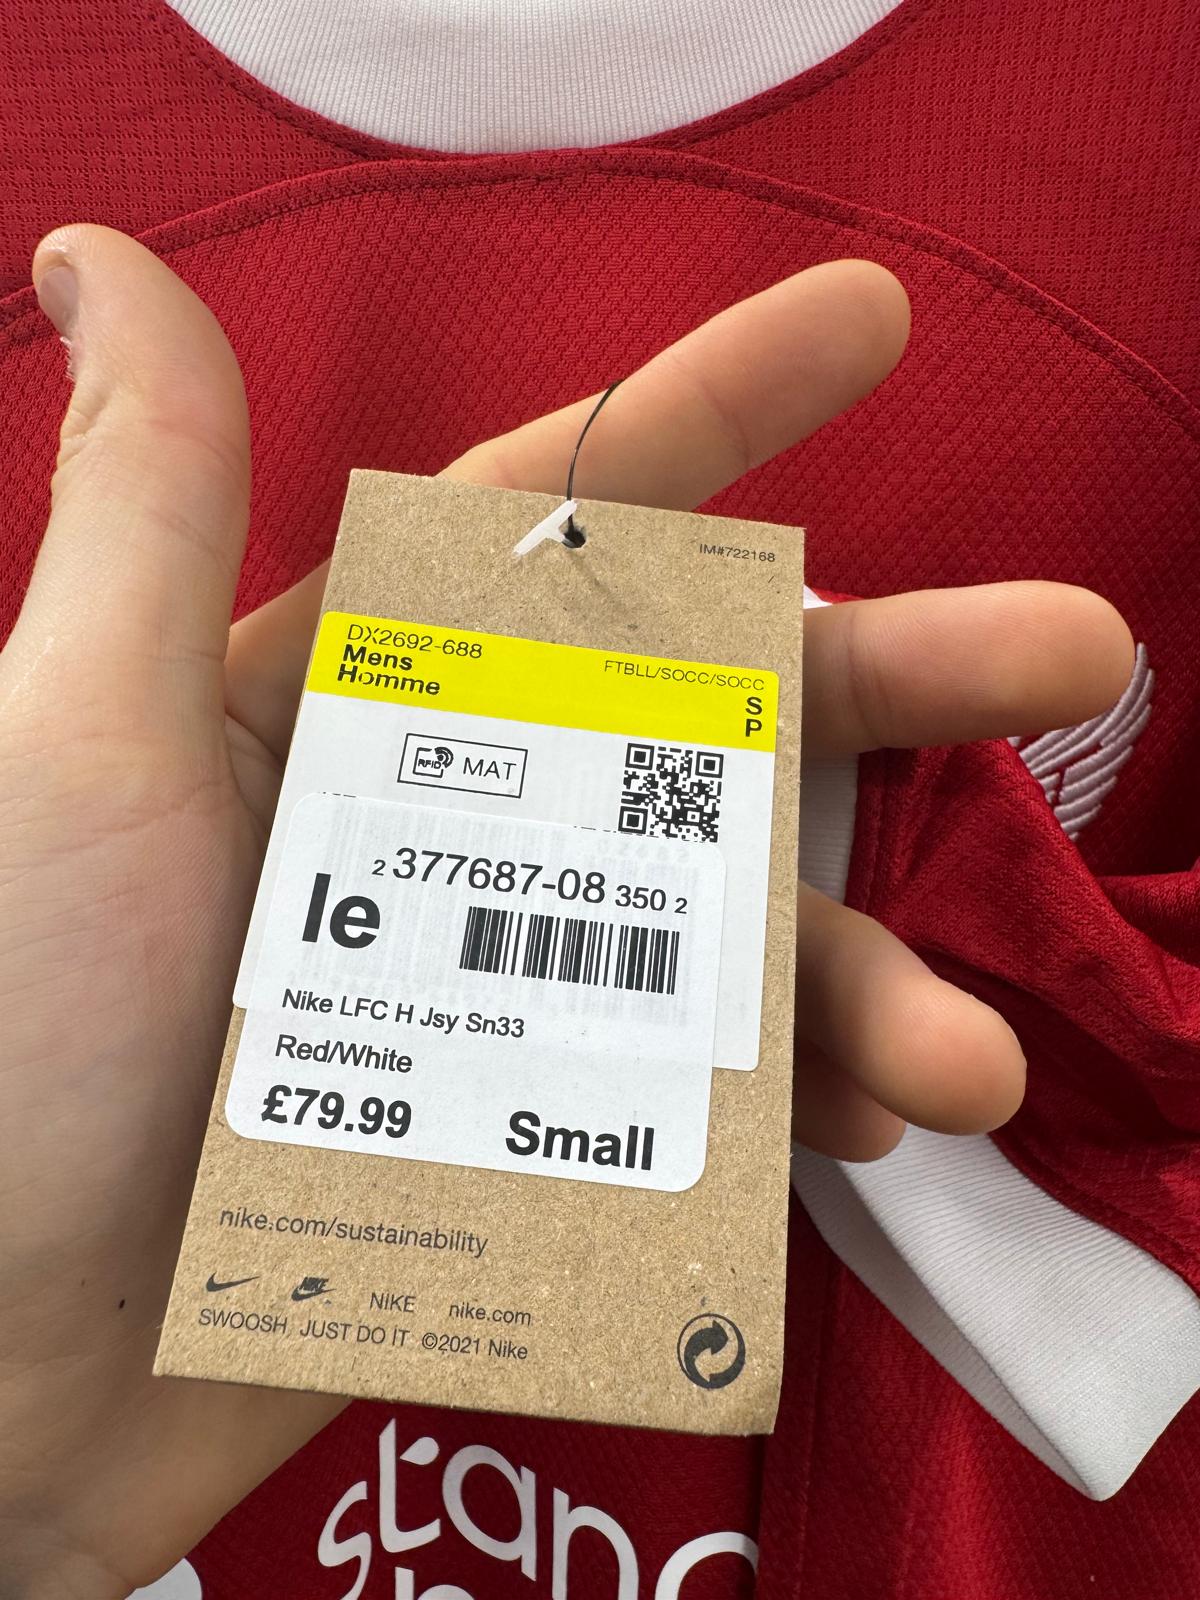 IM#722168
DX2692-688
FTBLL/SOCC/SOCC
Mens
S
Homme
P
RFID MAT
2 377687-08 350 2
le
Nike LFC H Jsy Sn33
Red/White
£79.99 Small
nike.com/sustainability
NIKE NIKE nike.com
SWOOSH, JUST DO IT ©2021 Nike
stand